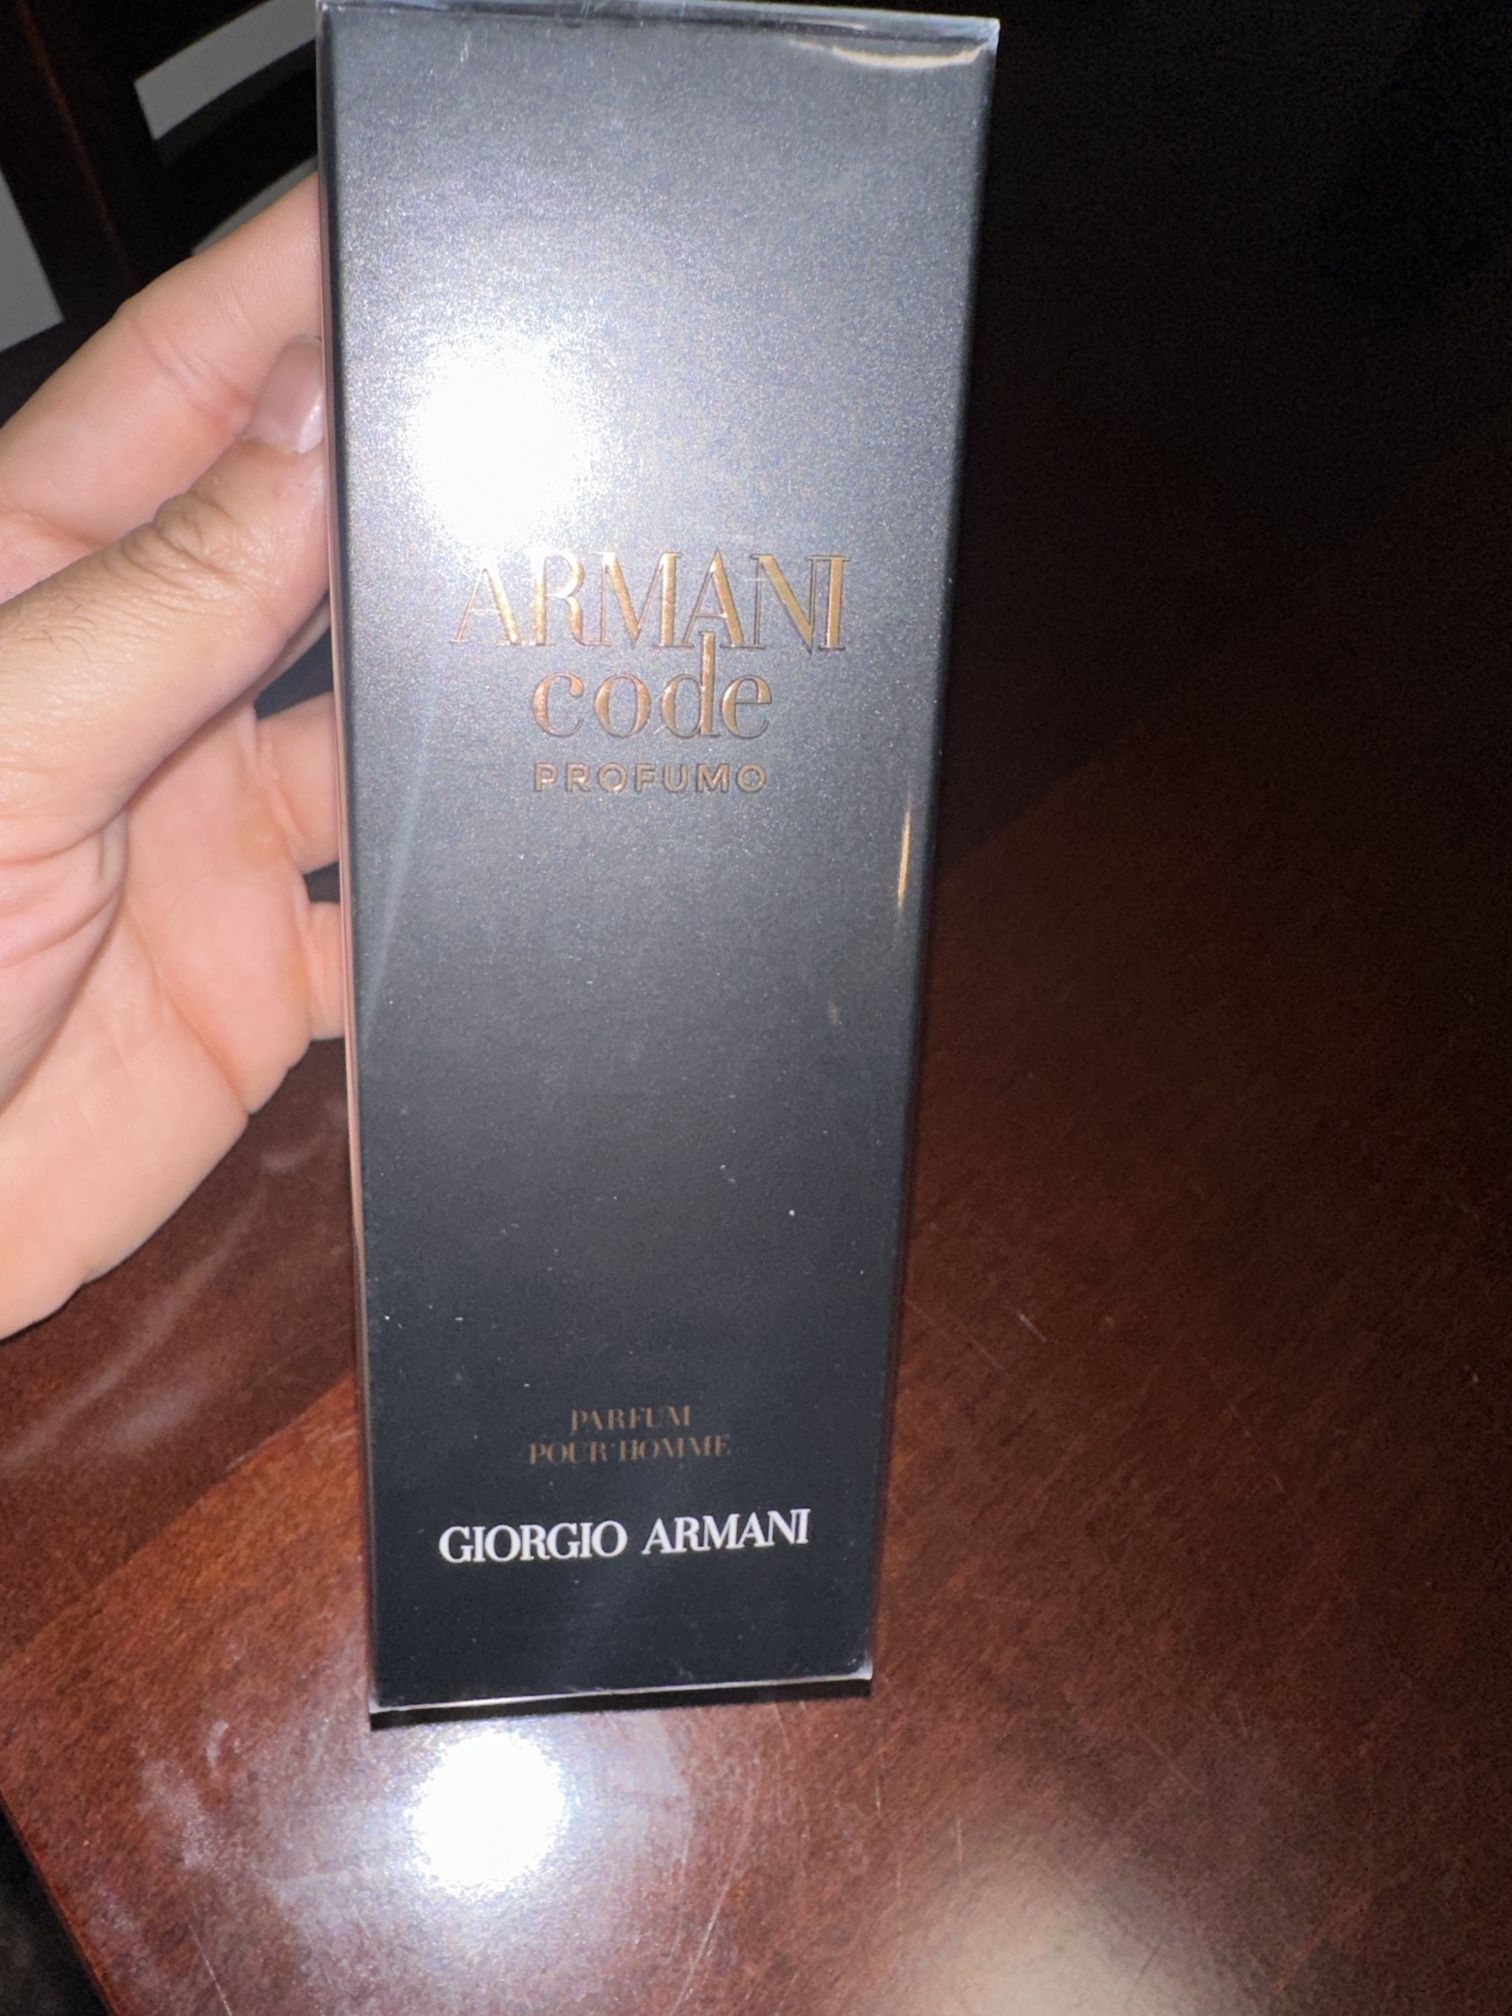 ARMANI
code
PROFUMO
PARFUM
POUR HOMME
GIORGIO ARMANI